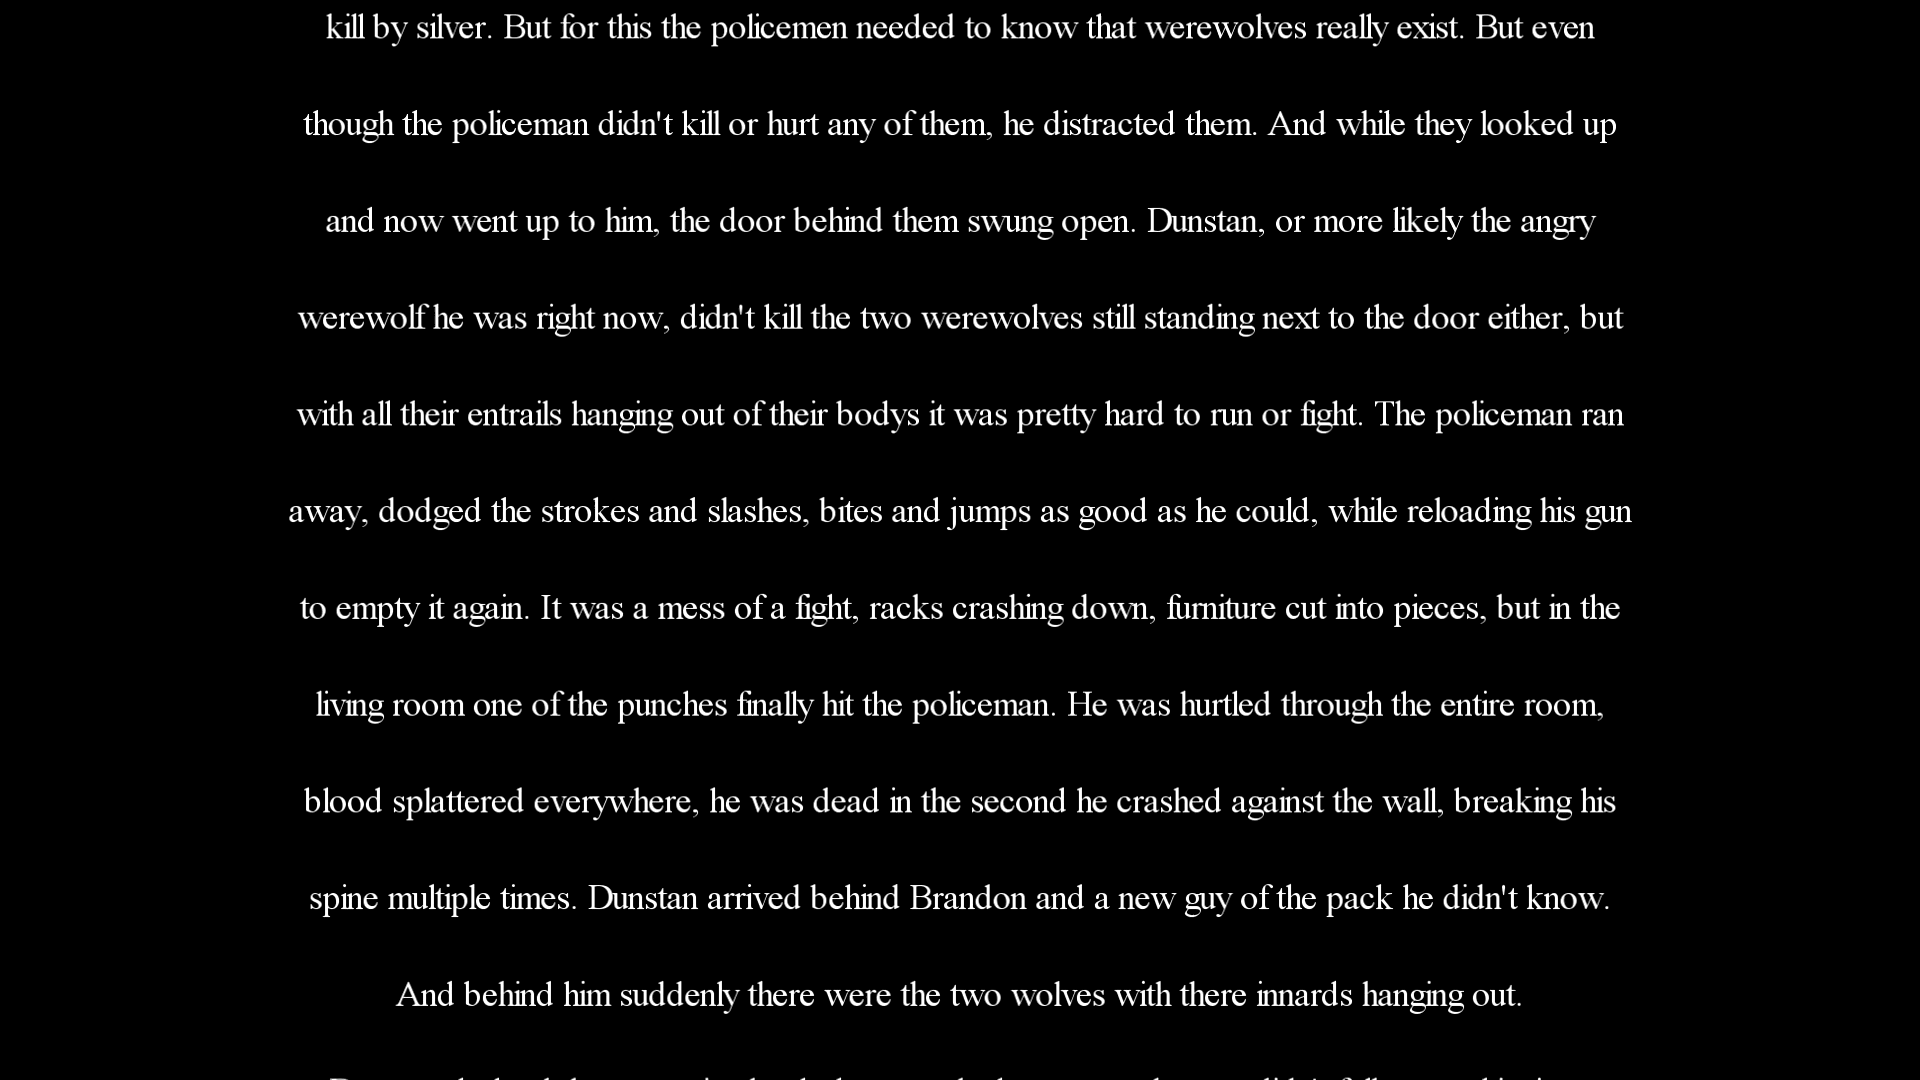 kill by silver. But for this the policemen needed to know that werewolves really exist. But even
though the policeman didn't kill or hurt any of them, he distracted them. And while they looked up
and now went up to him, the door behind them swung open. Dunstan, or more likely the angry
werewolf he was right now, didn't kill the two werewolves still standing next to the door either, but
with all their entrails hanging out of their bodys it was pretty hard to run or fight. The policeman ran
away, dodged the strokes and slashes, bites and jumps as good as he could, while reloading his gun
to empty it again. It was a mess of a fight, racks crashing down, furniture cut into pieces, but in the
living room one of the punches finally hit the policeman. He was hurtled through the entire room,
blood splattered everywhere, he was dead in the second he crashed against the wall, breaking his
spine multiple times. Dunstan arrived behind Brandon and a new guy of the pack he didn't know.
And behind him suddenly there were the two wolves with there innards hanging out.